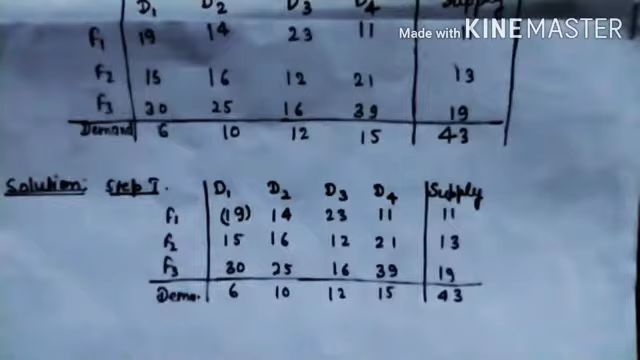 D1 D2 D3 D4 Supply
Made with KINEMASTER
F1 19 14 23 11
F2 15 16 12 21 13
F3 30 25 16 39 19
Demand 6 10 12 15 43
Solution: Step I.
D1 D2 D3 D4 Supply
F1 (19) 14 23 11 11
F2 15 16 12 21 13
F3 30 25 16 39 19
Dema. 6 10 12 15 43